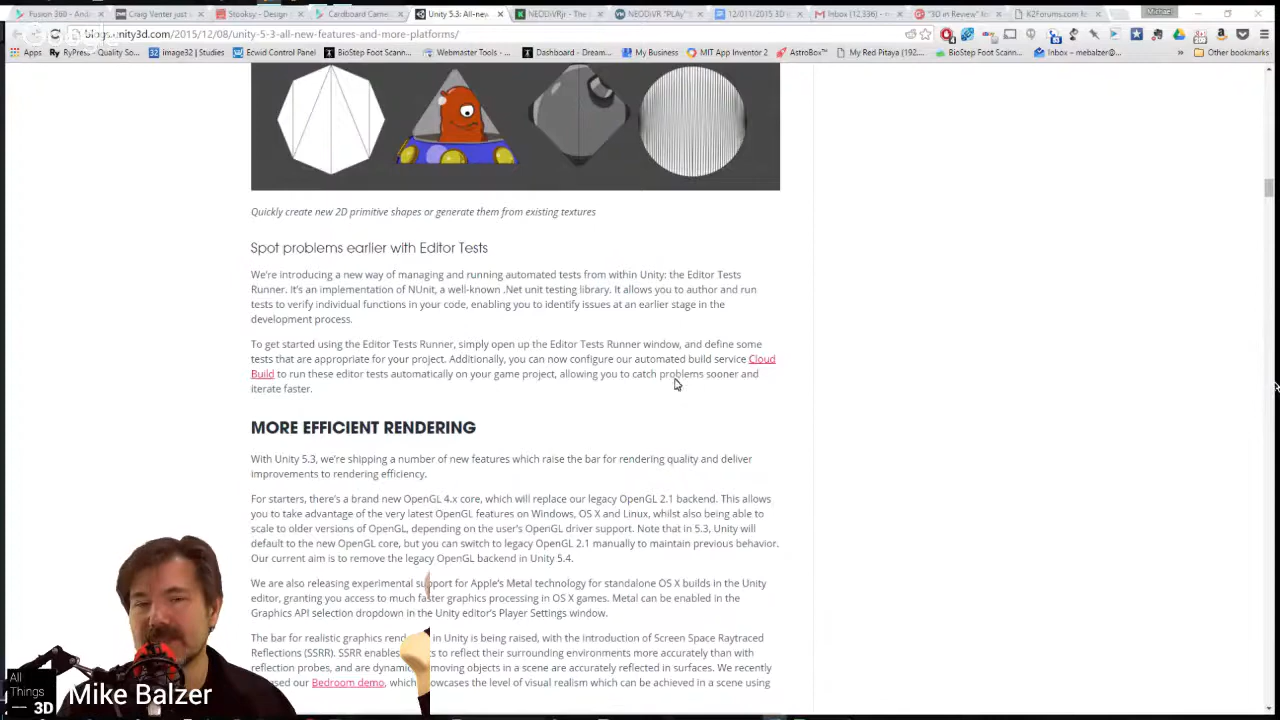 Fusion 360 - And
Craig Venter just
Stooksy - Design
Cardboard Came
Unity 5.3: All-new
NEODiVRjr - The
NEODiVR "PLAy"
12/011/2015 3D
Gmail (12,336)
"3D in Review"
K2Forums.com
Michael
unity3d.com/2015/12/08/unity-5-3-all-new-features-and-more-platforms/
Apps
RyPress - Quality So...
image32 | Studies
Ecwid Control Panel
BioStep Foot Scann...
Webmaster Tools - ...
Dashboard - Dream...
My Business
MIT App Inventor 2
AstroBox™
My Red Pitaya (192....
BioStep Foot Scann...
Inbox - mebalzer@...
Other bookmarks
Quickly create new 2D primitive shapes or generate them from existing textures
Spot problems earlier with Editor Tests
We're introducing a new way of managing and running automated tests from within Unity: the Editor Tests
Runner. It's an implementation of NUnit, a well-known .Net unit testing library. It allows you to author and run
tests to verify individual functions in your code, enabling you to identify issues at an earlier stage in the
development process.
To get started using the Editor Tests Runner, simply open up the Editor Tests Runner window, and define some
tests that are appropriate for your project. Additionally, you can now configure our automated build service Cloud
Build to run these editor tests automatically on your game project, allowing you to catch problems sooner and
iterate faster.
MORE EFFICIENT RENDERING
With Unity 5.3, we're shipping a number of new features which raise the bar for rendering quality and deliver
improvements to rendering efficiency.
For starters, there's a brand new OpenGL 4.x core, which will replace our legacy OpenGL 2.1 backend. This allows
you to take advantage of the very latest OpenGL features on Windows, OS X and Linux, whilst also being able to
scale to older versions of OpenGL, depending on the user's OpenGL driver support. Note that in 5.3, Unity will
default to the new OpenGL core, but you can switch to legacy OpenGL 2.1 manually to maintain previous behavior.
Our current aim is to remove the legacy OpenGL backend in Unity 5.4.
We are also releasing experimental support for Apple's Metal technology for standalone OS X builds in the Unity
editor, granting you access to much faster graphics processing in OS X games. Metal can be enabled in the
Graphics API selection dropdown in the Unity editor's Player Settings window.
The bar for realistic graphics rend in Unity is being raised, with the introduction of Screen Space Raytraced
Reflections (SSRR). SSRR enables to reflect their surrounding environments more accurately than with
reflection probes, and are dynamic moving objects in a scene are accurately reflected in surfaces. We recently
sed our Bedroom demo, which owcases the level of visual realism which can be achieved in a scene using
All
Things
3D
Mike Balzer